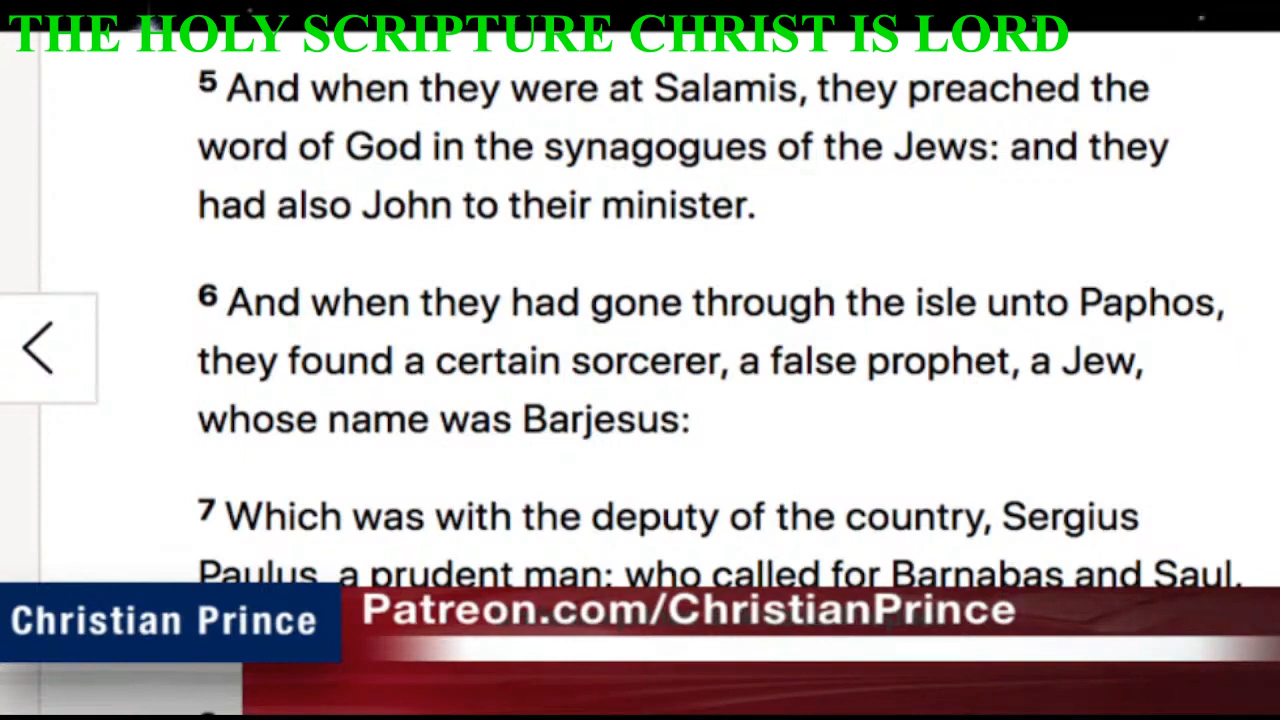 THE HOLY SCRIPTURE CHRIST IS LORD
5 And when they were at Salamis, they preached the
word of God in the synagogues of the Jews: and they
had also John to their minister.
6 And when they had gone through the isle unto Paphos,
they found a certain sorcerer, a false prophet, a Jew,
whose name was Barjesus:
7 Which was with the deputy of the country, Sergius
Paulus, a prudent man; who called for Barnabas and Saul,
Christian Prince
Patreon.com/ChristianPrince